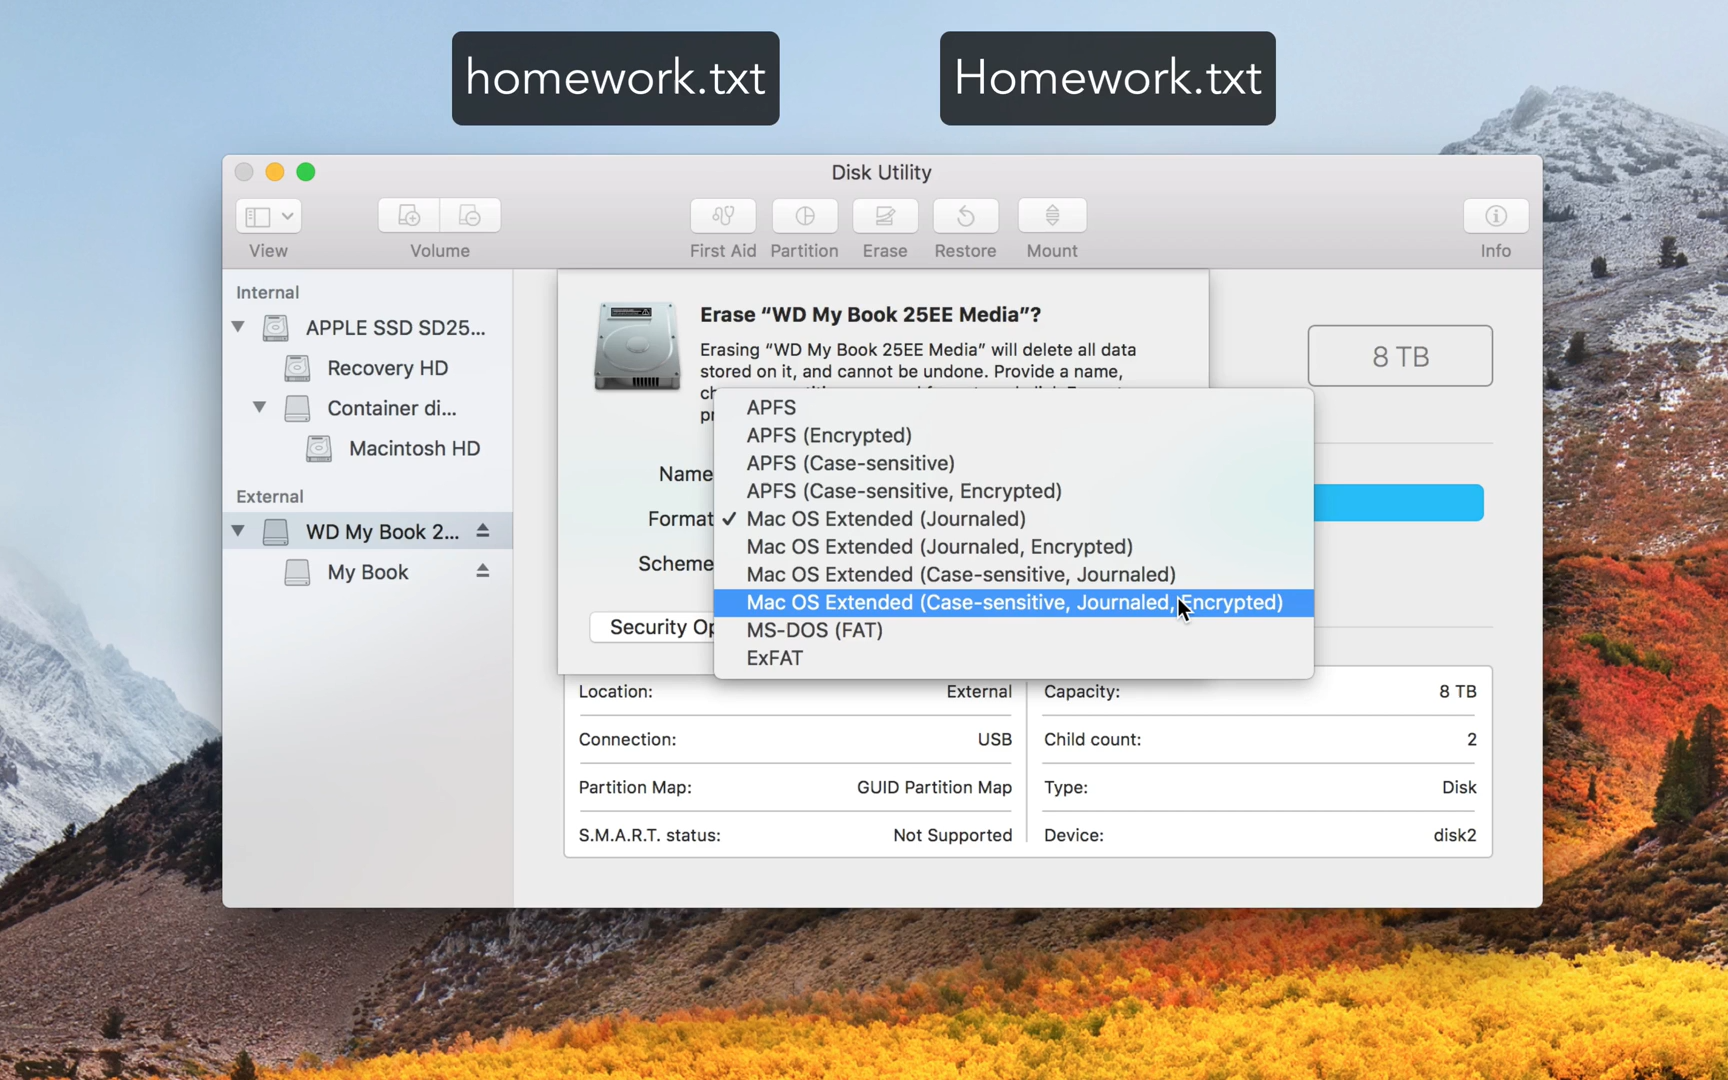 homework.txt
Homework.txt
Disk Utility
View
Volume
First Aid
Partition
Erase
Restore
Mount
Info
Internal
APPLE SSD SD25...
Recovery HD
Container di...
Macintosh HD
External
WD My Book 2...
My Book
Erase “WD My Book 25EE Media”?
Erasing “WD My Book 25EE Media” will delete all data
stored on it, and cannot be undone. Provide a name,
8 TB
Name
Format
Scheme
Security Op
APFS
APFS (Encrypted)
APFS (Case-sensitive)
APFS (Case-sensitive, Encrypted)
✓ Mac OS Extended (Journaled)
Mac OS Extended (Journaled, Encrypted)
Mac OS Extended (Case-sensitive, Journaled)
Mac OS Extended (Case-sensitive, Journaled, Encrypted)
MS-DOS (FAT)
ExFAT
Location: External
Capacity: 8 TB
Connection: USB
Child count: 2
Partition Map: GUID Partition Map
Type: Disk
S.M.A.R.T. status: Not Supported
Device: disk2